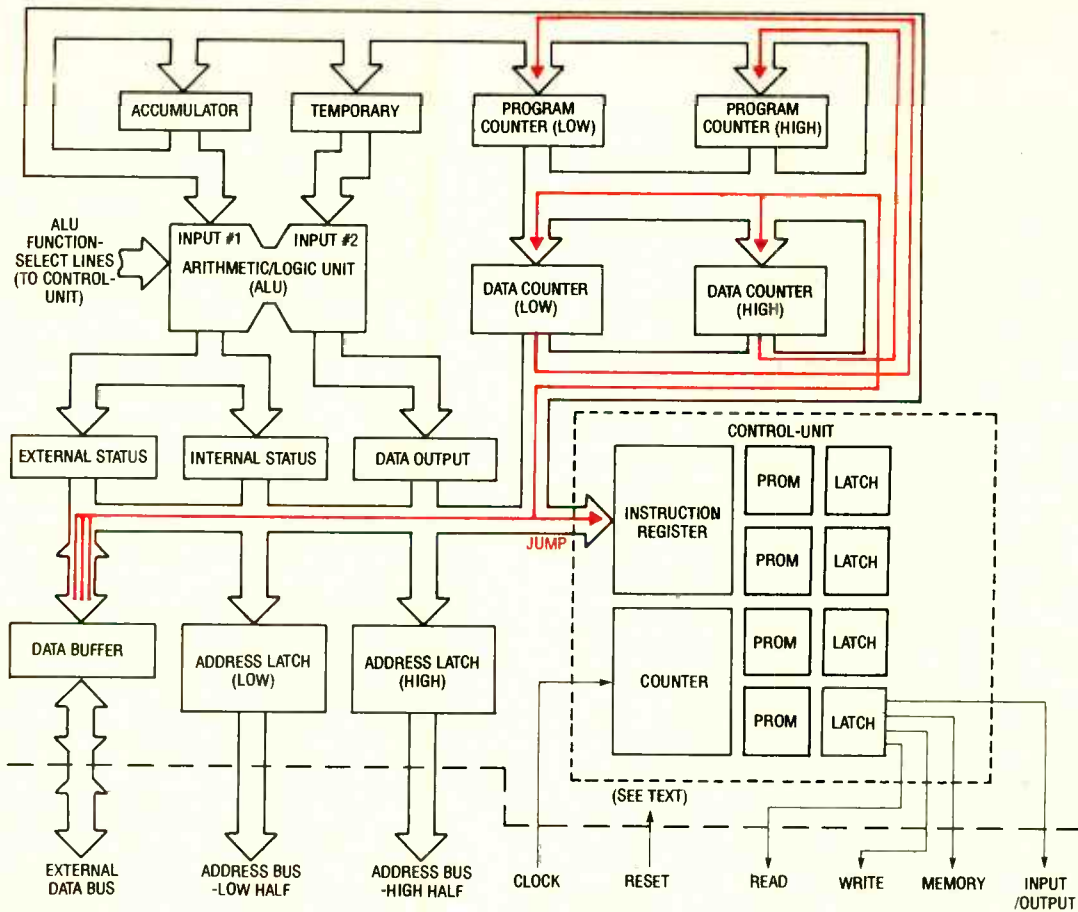 ACCUMULATOR
TEMPORARY
PROGRAM
COUNTER (LOW)
PROGRAM
COUNTER (HIGH)
ALU
FUNCTION-
SELECT LINES
(TO CONTROL-
UNIT)
INPUT #1
INPUT #2
ARITHMETIC/LOGIC UNIT
(ALU)
DATA COUNTER
(LOW)
DATA COUNTER
(HIGH)
EXTERNAL STATUS
INTERNAL STATUS
DATA OUTPUT
CONTROL-UNIT
INSTRUCTION
REGISTER
PROM
LATCH
JUMP
PROM
LATCH
DATA BUFFER
ADDRESS LATCH
(LOW)
ADDRESS LATCH
(HIGH)
COUNTER
PROM
LATCH
PROM
LATCH
(SEE TEXT)
EXTERNAL
DATA BUS
ADDRESS BUS
-LOW HALF
ADDRESS BUS
-HIGH HALF
CLOCK
RESET
READ
WRITE
MEMORY
INPUT
/OUTPUT